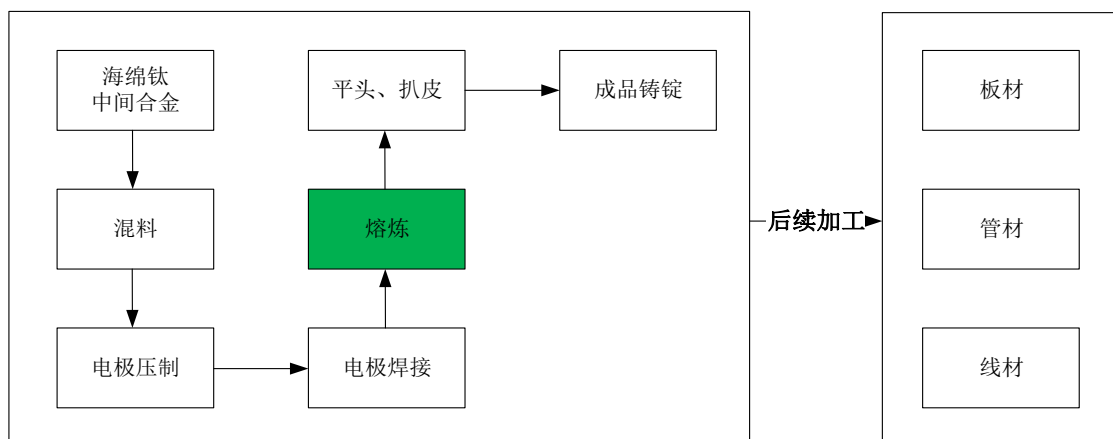 海绵钛
中间合金
混料
电极压制
电极焊接
熔炼
平头、扒皮
成品铸锭
后续加工
板材
管材
线材